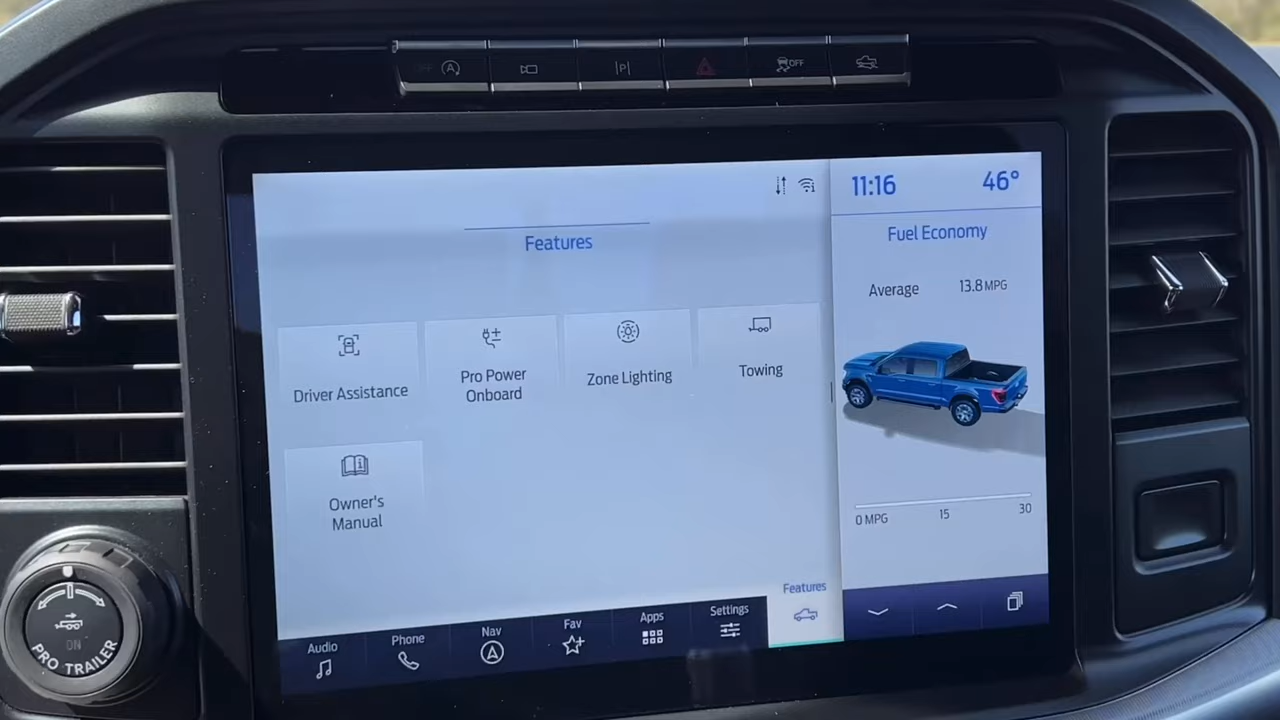 OFF A
|P|
OFF
11:16 46°
Features
Fuel Economy
Average 13.8 MPG
Driver Assistance
Pro Power
Onboard
Zone Lighting
Towing
Owner's
Manual
0 MPG 15 30
Audio
Phone
Nav
Fav
Apps
Settings
Features
ON
PRO TRAILER